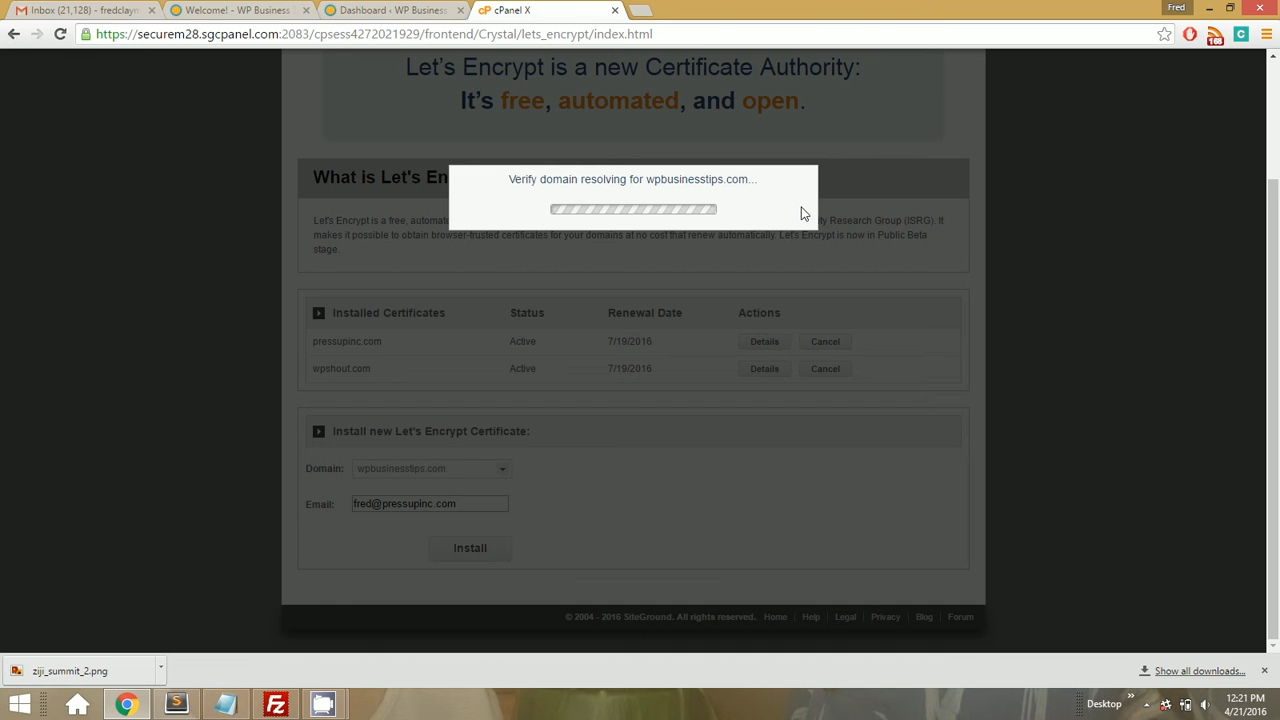 Inbox (21,128) - fredclayn
Welcome! - WP Business
Dashboard ‹ WP Business
cPanel X
Fred
https://securem28.sgcpanel.com:2083/cpsess4272021929/frontend/Crystal/lets_encrypt/index.html
168
C
Let's Encrypt is a new Certificate Authority:
It's free, automated, and open.
Verify domain resolving for wpbusinesstips.com...
What is Let's En
Let's Encrypt is a free, automate
ity Research Group (ISRG). It
makes it possible to obtain browser-trusted certificates for your domains at no cost that renew automatically. Let's Encrypt is now in Public Beta
stage.
Installed Certificates Status Renewal Date Actions
pressupinc.com Active 7/19/2016 Details Cancel
wpshout.com Active 7/19/2016 Details Cancel
Install new Let's Encrypt Certificate:
Domain: wpbusinesstips.com
Email: fred@pressupinc.com
Install
© 2004 - 2016 SiteGround. All rights reserved. Home | Help | Legal | Privacy | Blog | Forum
ziji_summit_2.png
Show all downloads...
Desktop
12:21 PM
4/21/2016